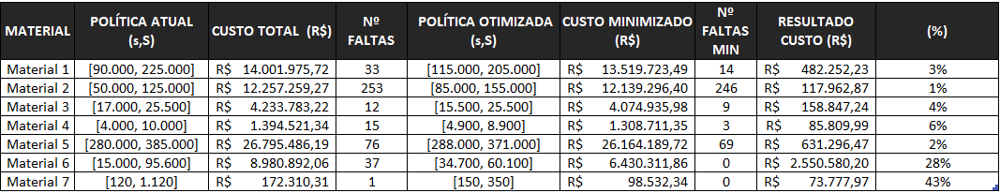 MATERIAL POLÍTICA ATUAL (s,S) CUSTO TOTAL (R$) Nº FALTAS POLÍTICA OTIMIZADA (s,S) CUSTO MINIMIZADO (R$) Nº FALTAS MIN RESULTADO CUSTO (R$) (%)
Material 1 [90.000, 225.000] R$ 14.001.975,72 33 [115.000, 205.000] R$ 13.519.723,49 14 R$ 482.252,23 3%
Material 2 [50.000, 125.000] R$ 12.257.259,27 253 [85.000, 155.000] R$ 12.139.296,40 246 R$ 117.962,87 1%
Material 3 [17.000, 25.500] R$ 4.233.783,22 12 [15.500, 25.500] R$ 4.074.935,98 9 R$ 158.847,24 4%
Material 4 [4.000, 10.000] R$ 1.394.521,34 15 [4.900, 8.900] R$ 1.308.711,35 3 R$ 85.809,99 6%
Material 5 [280.000, 385.000] R$ 26.795.486,19 76 [288.000, 371.000] R$ 26.164.189,72 69 R$ 631.296,47 2%
Material 6 [15.000, 95.600] R$ 8.980.892,06 37 [34.700, 60.100] R$ 6.430.311,86 0 R$ 2.550.580,20 28%
Material 7 [120, 1.120] R$ 172.310,31 1 [150, 350] R$ 98.532,34 0 R$ 73.777,97 43%